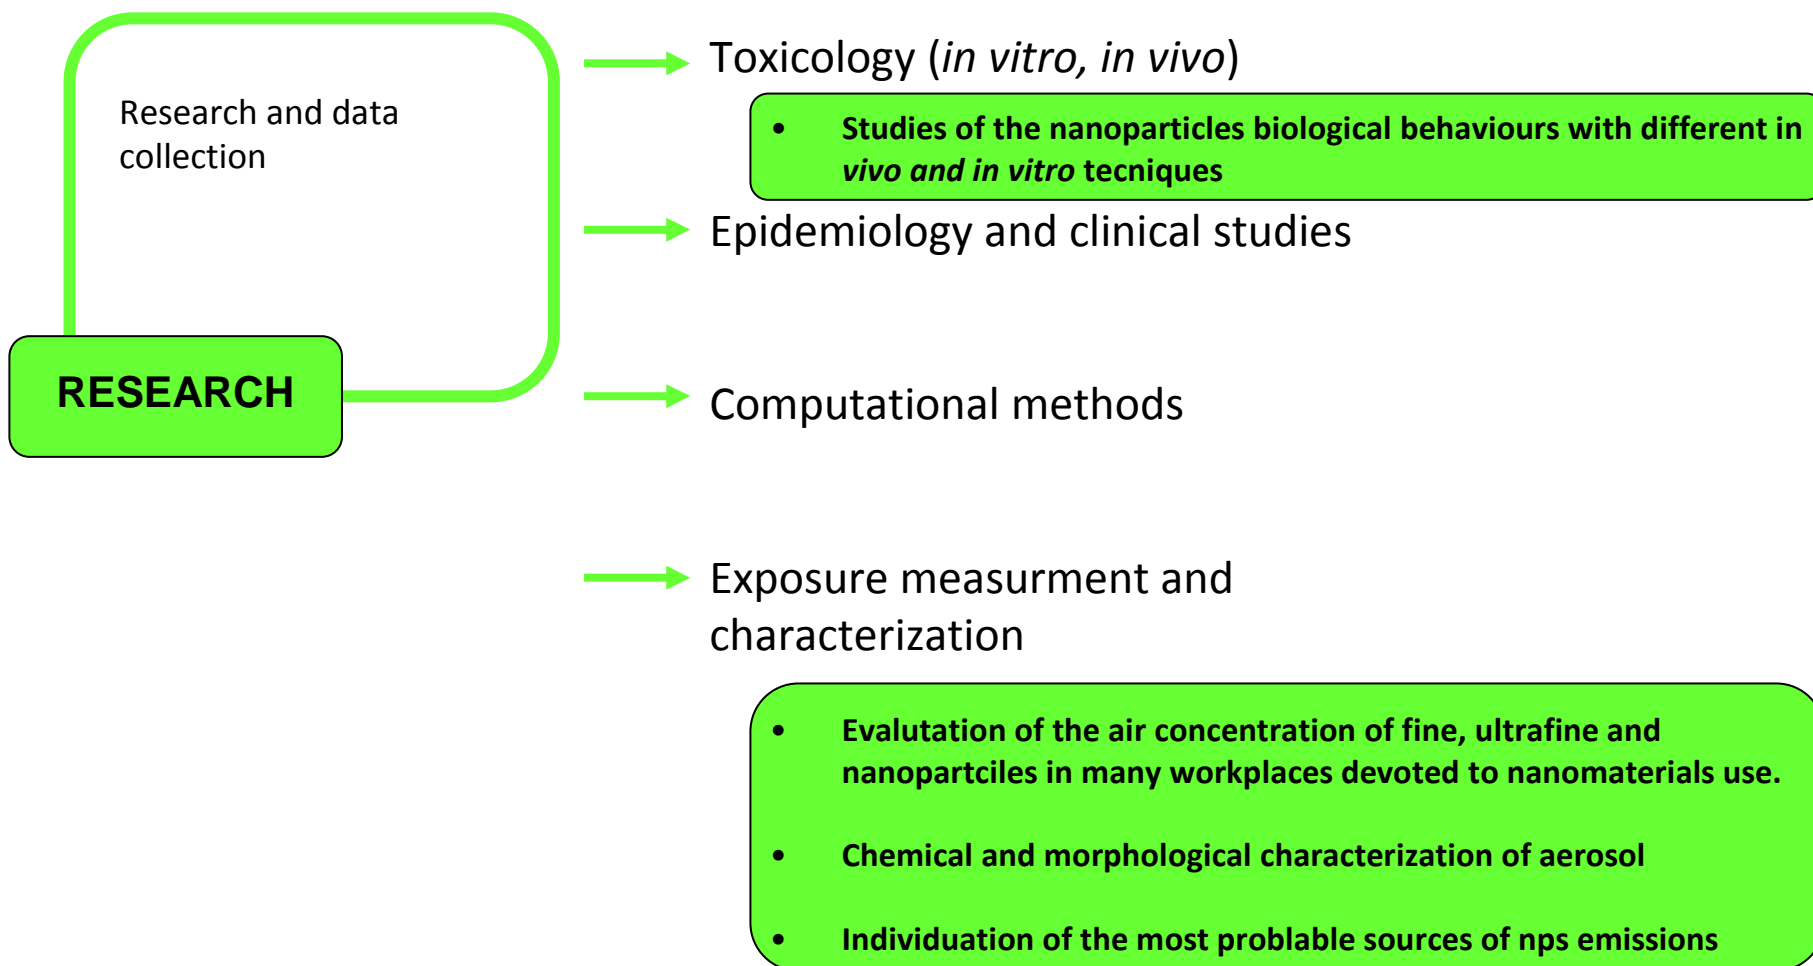 Research and data
collection
RESEARCH
Toxicology (in vitro, in vivo)
• Studies of the nanoparticles biological behaviours with different in
vivo and in vitro tecniques
Epidemiology and clinical studies
Computational methods
Exposure measurment and
characterization
• Evalutation of the air concentration of fine, ultrafine and
nanopartciles in many workplaces devoted to nanomaterials use.
• Chemical and morphological characterization of aerosol
• Individuation of the most problable sources of nps emissions